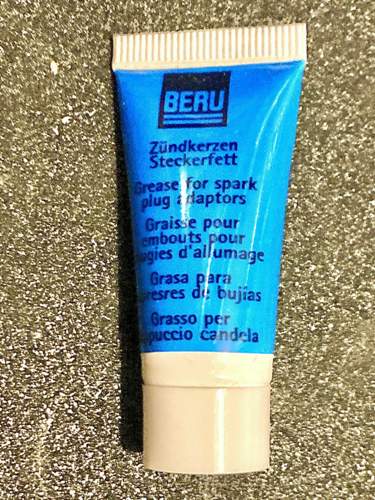 BERU
Zündkerzen
Steckerfett
Grease for spark
plug adaptors
Graisse pour
embouts pour
d'allumage
Grasa para
de bujías
Grasso per
candela